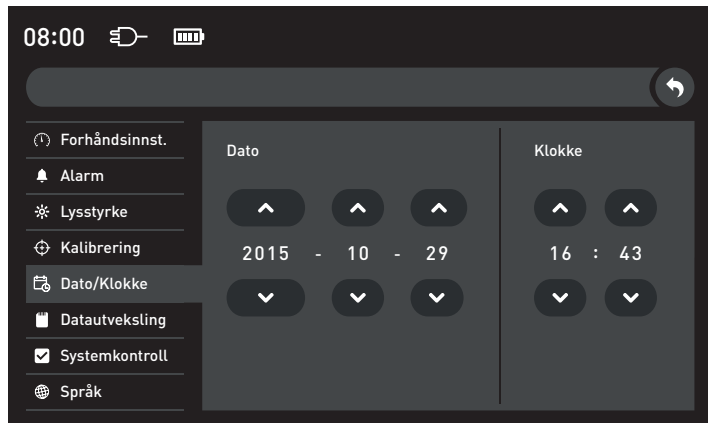 08:00
Forhåndsinnst.
Alarm
Lysstyrke
Kalibrering
Dato/Klokke
Datautveksling
Systemkontroll
Språk
Dato
2015 - 10 - 29
Klokke
16 : 43